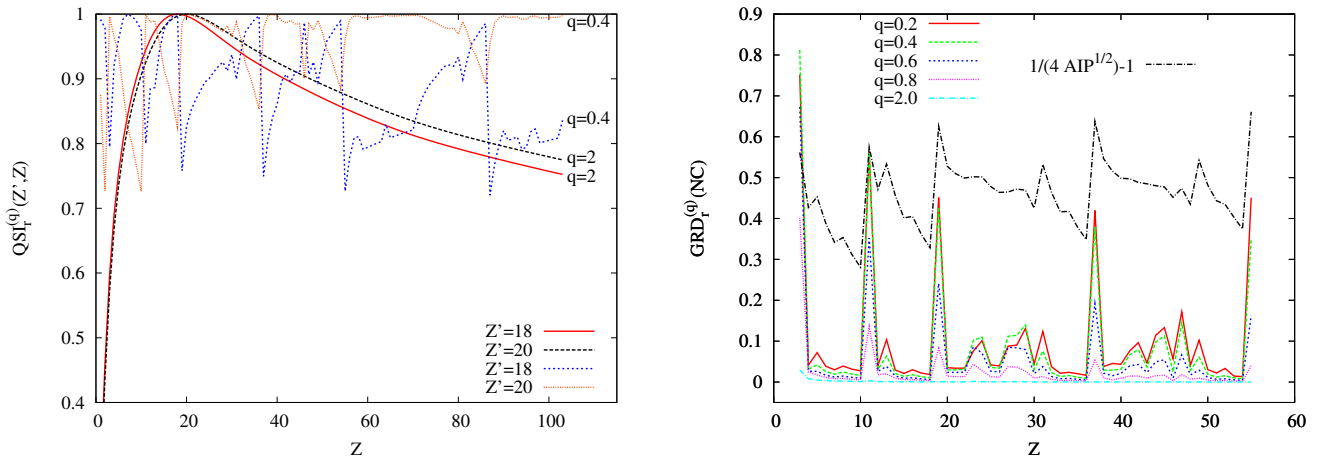 1
0.9
0.8
0.7
0.6
0.5
0.4
QSI_r^(q)(Z',Z)
0 20 40 60 80 100
Z
q=0.4
q=0.4
q=2
q=2
Z'=18
Z'=20
Z'=18
Z'=20
0.9
0.8
0.7
0.6
0.5
0.4
0.3
0.2
0.1
0
GRD_r^(q)(NC)
0 10 20 30 40 50 60
Z
q=0.2
q=0.4
q=0.6
q=0.8
q=2.0
1/(4 AIP^1/2)-1